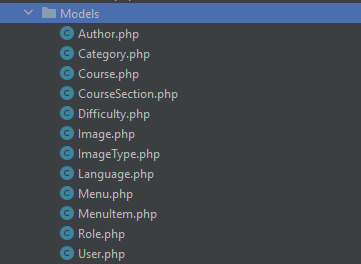 Models
Author.php
Category.php
Course.php
CourseSection.php
Difficulty.php
Image.php
ImageType.php
Language.php
Menu.php
MenuItem.php
Role.php
User.php